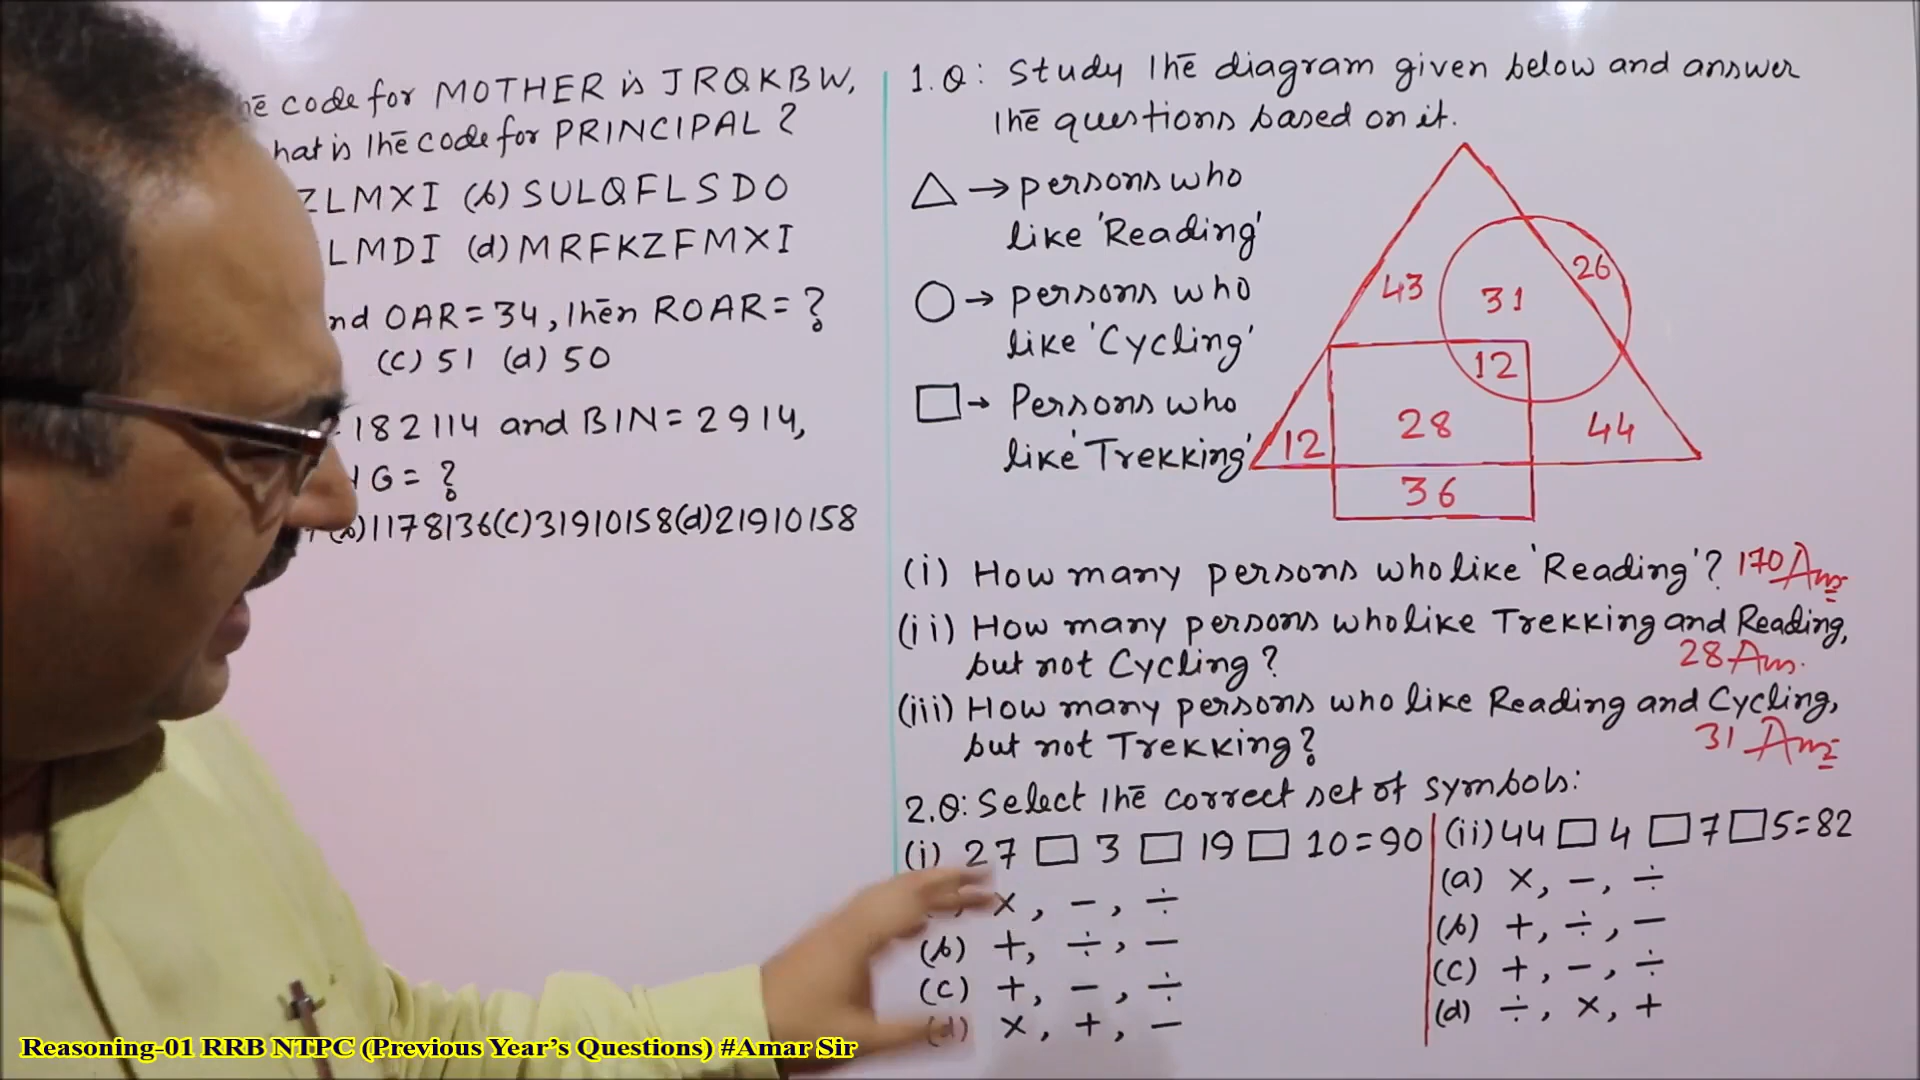 code for MOTHER is JRQKBW,
hat is the code for PRINCIPAL?
ZLMXI (b) SULQFLSDO
LMDI (d) MRFKZFMXI
nd OAR = 34, then ROAR = ?
(c) 51 (d) 50
182114 and BIN = 2914,
G = ?
(b) 1178136 (c) 31910158 (d) 21910158
1.Q: Study the diagram given below and answer
the questions based on it.
△ → persons who
like 'Reading'
○ → persons who
like 'Cycling'
□ → Persons who
like 'Trekking'
43
31
26
12
28
12
44
36
(i) How many persons who like 'Reading'? 170 Ans
(ii) How many persons who like Trekking and Reading,
but not Cycling? 28 Ans.
(iii) How many persons who like Reading and Cycling,
but not Trekking? 31 Ans
2.Q: Select the correct set of symbols:
(i) 27 □ 3 □ 19 □ 10 = 90
×, −, ÷
(b) +, ÷, −
(c) +, −, ÷
(d) ×, +, −
(ii) 44 □ 4 □ 7 □ 5 = 82
(a) ×, −, ÷
(b) +, ÷, −
(c) +, −, ÷
(d) ÷, ×, +
Reasoning-01 RRB NTPC (Previous Year's Questions) #Amar Sir